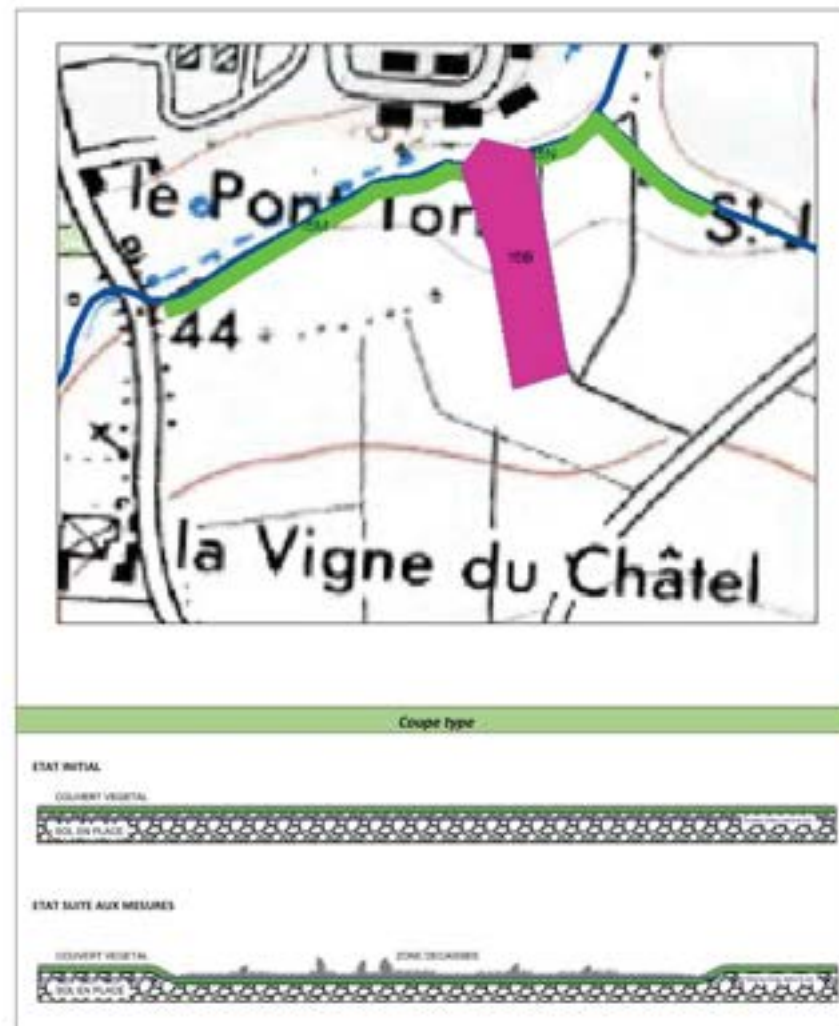 le Pont
St J
44
la Vigne du Châtel
Coupe type
ETAT INITIAL
COUVERT VEGETAL
SOL EN PLACE
ETAT SUITE AUX MESURES
COUVERT VEGETAL ZONE DECAISSEE
SOL EN PLACE